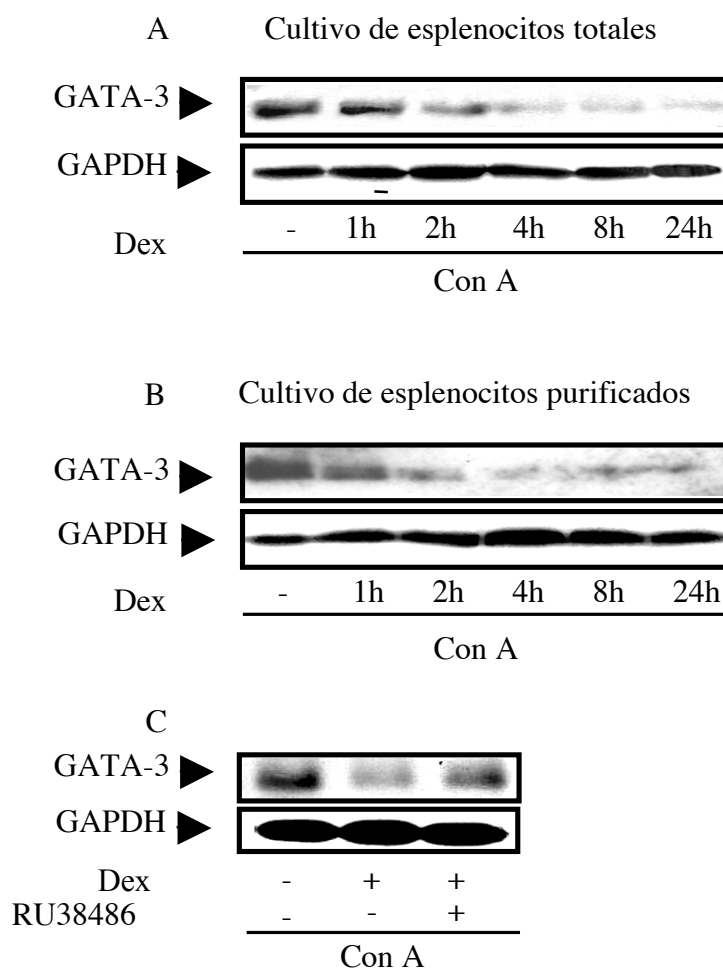 A Cultivo de esplenocitos totales
GATA-3
GAPDH
Dex - 1h 2h 4h 8h 24h
Con A
B Cultivo de esplenocitos purificados
GATA-3
GAPDH
Dex - 1h 2h 4h 8h 24h
Con A
C
GATA-3
GAPDH
Dex - + +
RU38486 - - +
Con A